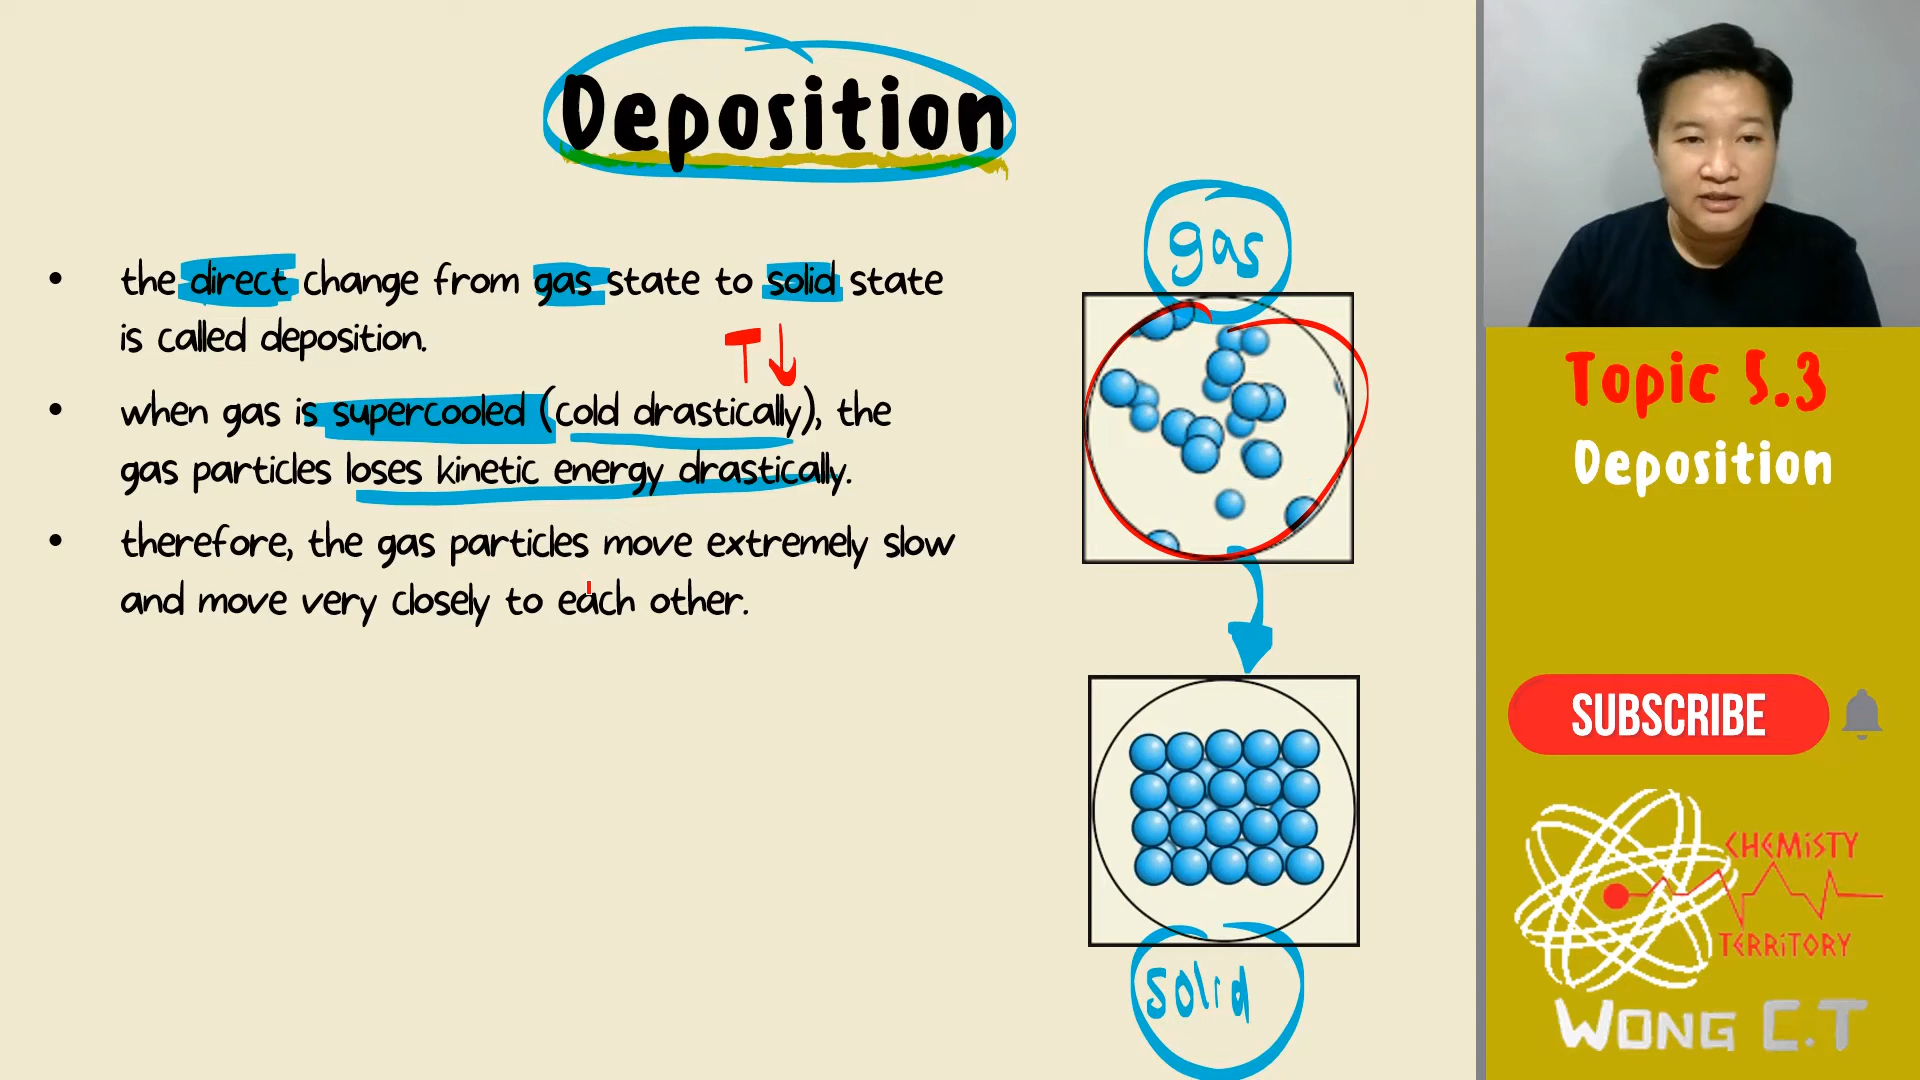 Deposition
• the direct change from gas state to solid state
is called deposition.
T↓
• when gas is supercooled (cold drastically), the
gas particles loses kinetic energy drastically.
• therefore, the gas particles move extremely slow
and move very closely to each other.
gas
solid
Topic 5.3
Deposition
SUBSCRIBE
CHEMiSTY
TERRiTORY
WONG C.T